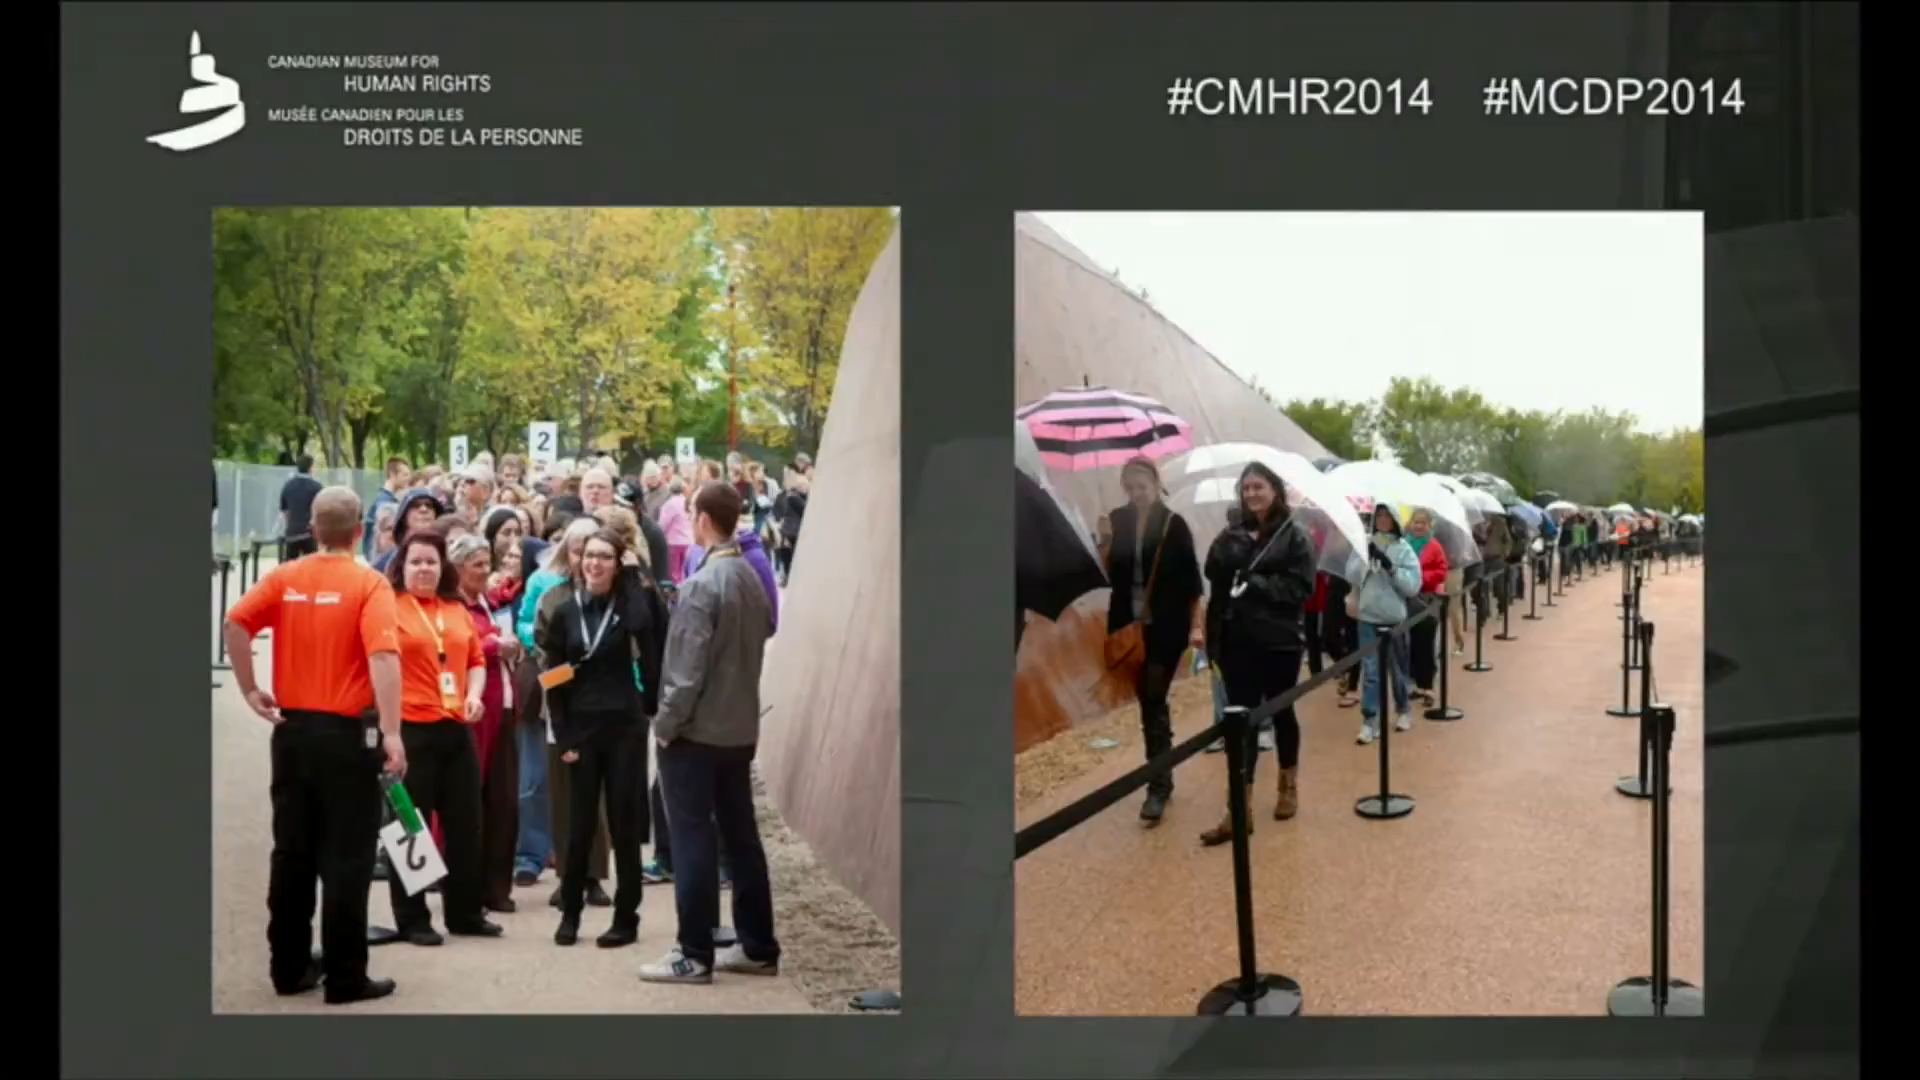 CANADIAN MUSEUM FOR
HUMAN RIGHTS
MUSÉE CANADIEN POUR LES
DROITS DE LA PERSONNE
#CMHR2014 #MCDP2014
3
2
4
2